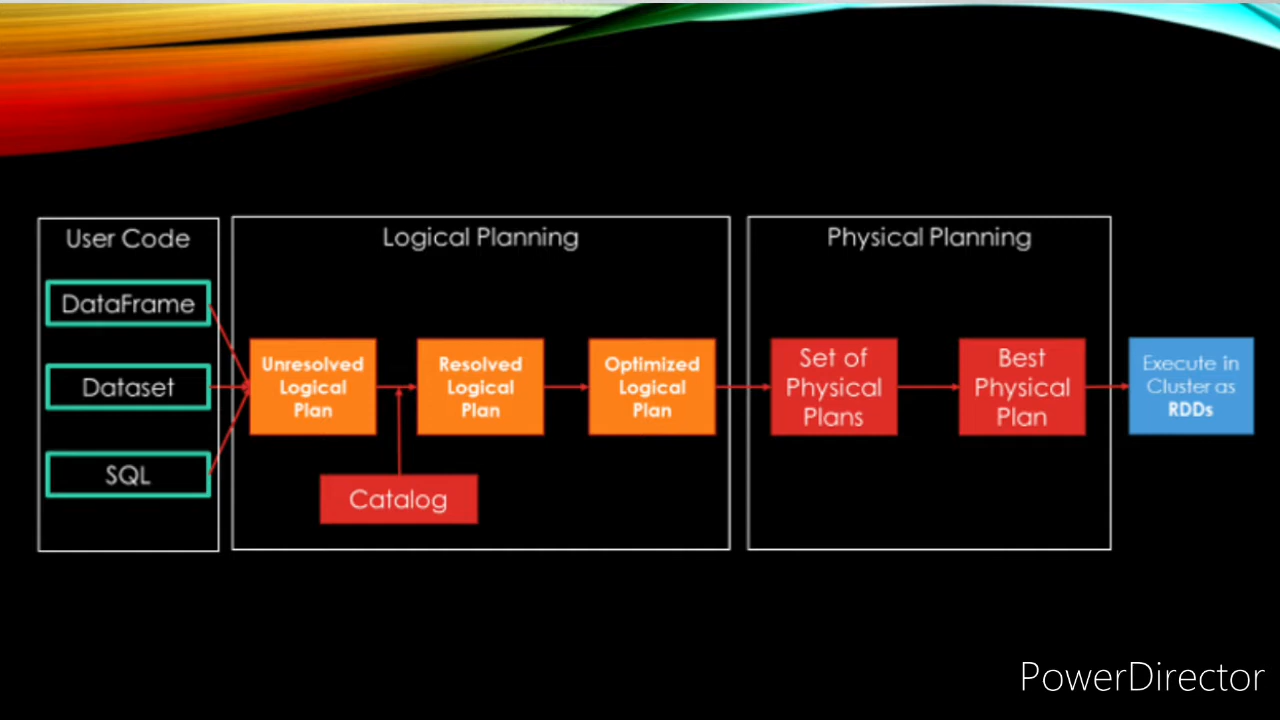 User Code
DataFrame
Dataset
SQL
Logical Planning
Unresolved
Logical
Plan
Resolved
Logical
Plan
Optimized
Logical
Plan
Catalog
Physical Planning
Set of
Physical
Plans
Best
Physical
Plan
Execute in
Cluster as
RDDs
PowerDirector